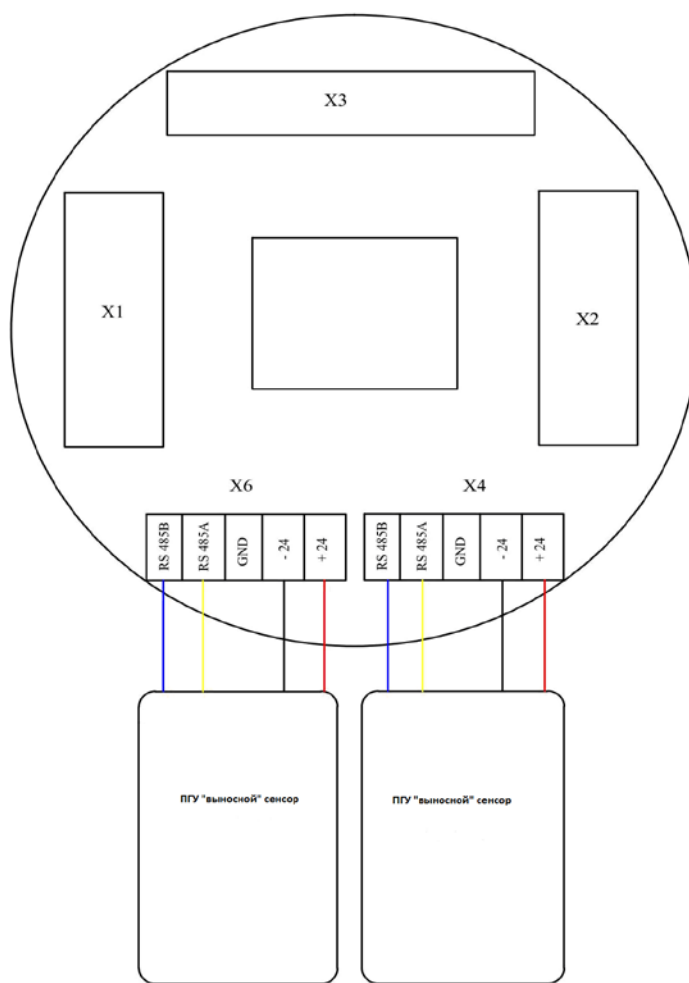 X3
X1
X2
X6
X4
RS 485B
RS 485A
GND
- 24
+ 24
RS 485B
RS 485A
GND
- 24
+ 24
ПГУ "выносной" сенсор
ПГУ "выносной" сенсор